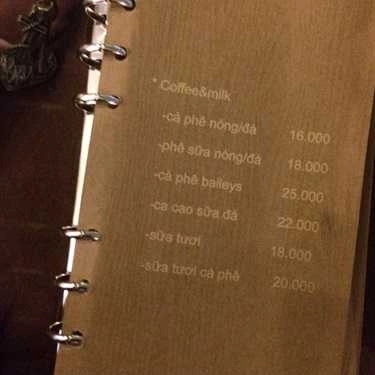 * Coffee&milk
-cà phê nóng/đá 16.000
-phê sữa nóng/đá 18.000
-cà phê baileys 25.000
-ca cao sữa đá 22.000
-sữa tươi 18.000
-sữa tươi cà phê 20.000